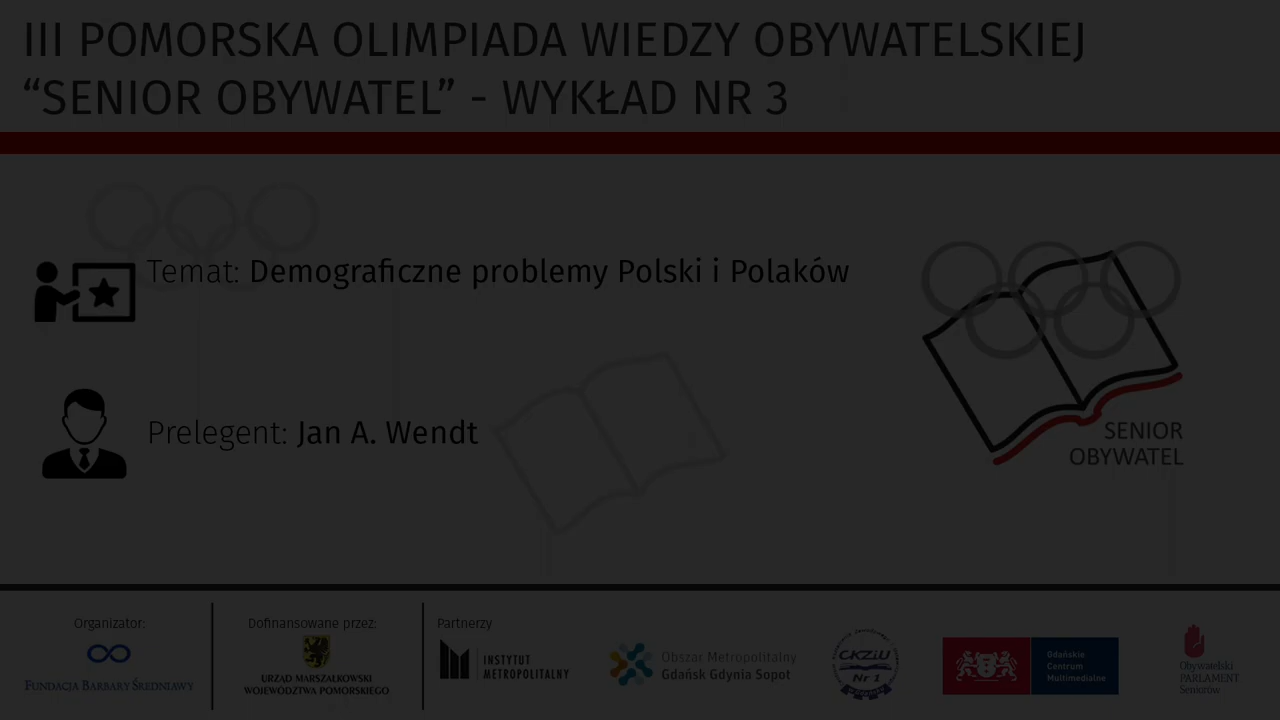 III POMORSKA OLIMPIADA WIEDZY OBYWATELSKIEJ
“SENIOR OBYWATEL” - WYKŁAD NR 3
Temat: Demograficzne problemy Polski i Polaków
Prelegent: Jan A. Wendt
SENIOR
OBYWATEL
Organizator:
FUNDACJA BARBARY ŚREDNIAWY
Dofinansowane przez:
URZĄD MARSZAŁKOWSKI
WOJEWÓDZTWA POMORSKIEGO
Partnerzy
INSTYTUT
METROPOLITALNY
Obszar Metropolitalny
Gdańsk Gdynia Sopot
CKZiU
Nr 1
Gdańskie
Centrum
Multimedialne
Obywatelski
PARLAMENT
Seniorów